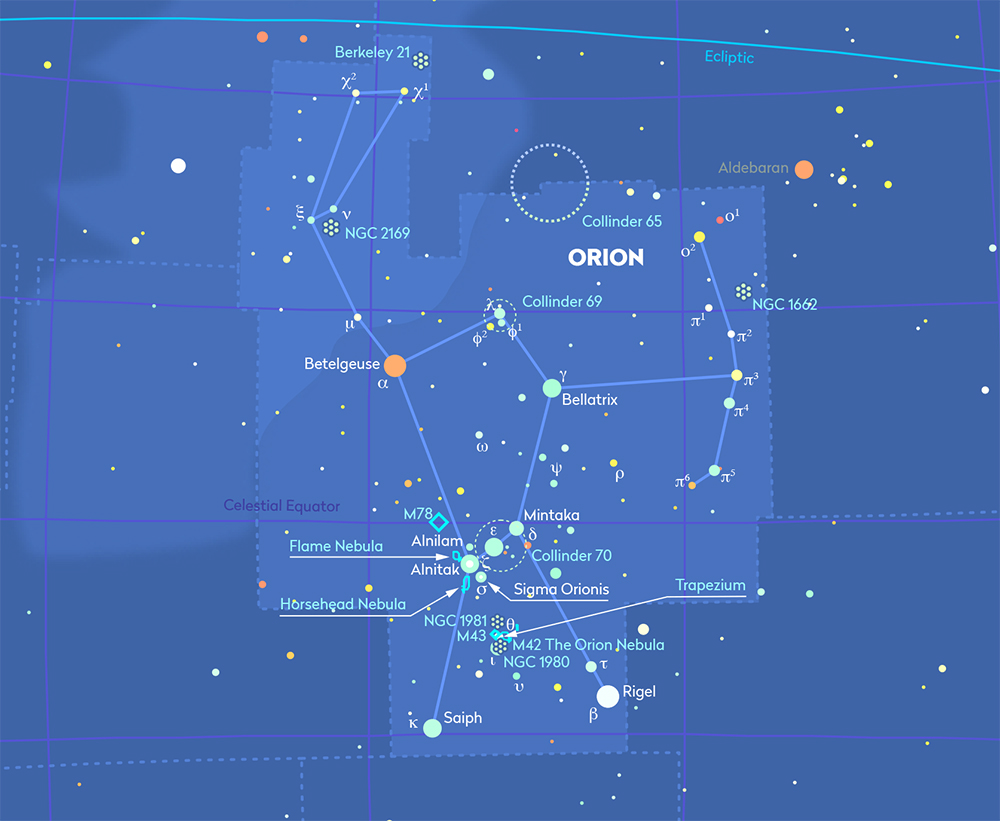 Ecliptic
Berkeley 21
χ²
χ¹
Aldebaran
ξ
ν
NGC 2169
Collinder 65
ο¹
ο²
ORION
NGC 1662
λ
Collinder 69
π¹
μ
ϕ²
ϕ¹
π²
Betelgeuse
α
γ
Bellatrix
π³
π⁴
ω
ψ
ρ
π⁶
π⁵
Celestial Equator
M78
Mintaka
ε
δ
Alnilam
Flame Nebula
Collinder 70
Alnitak
ζ
σ
Sigma Orionis
Trapezium
Horsehead Nebula
NGC 1981
θ
M43
M42 The Orion Nebula
ι
NGC 1980
τ
υ
Rigel
β
κ
Saiph